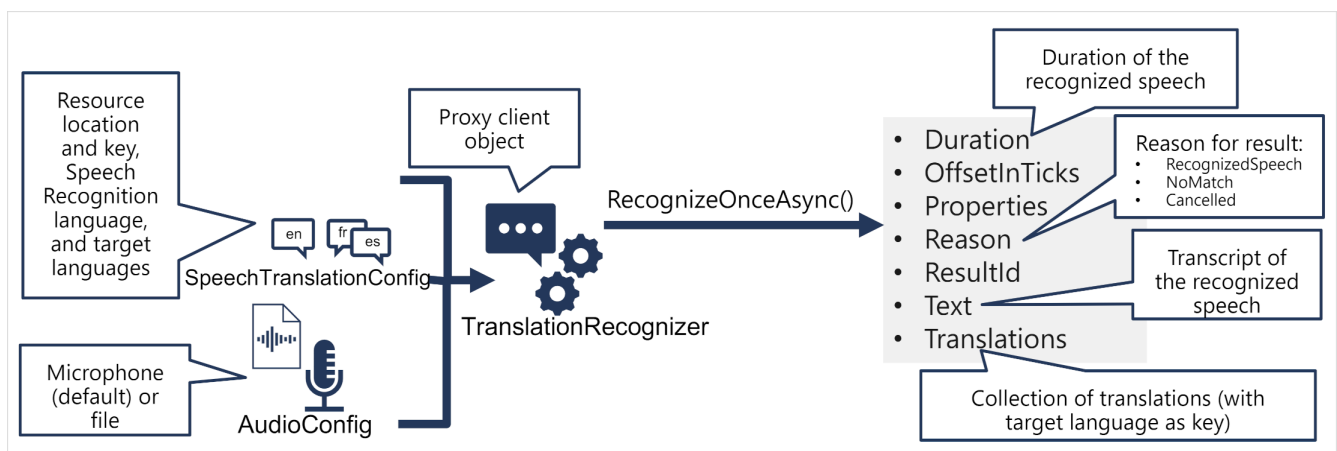 Resource
location
and key,
Speech
Recognition
language,
and target
languages
en
fr
es
SpeechTranslationConfig
Microphone
(default) or
file
AudioConfig
Proxy client
object
TranslationRecognizer
RecognizeOnceAsync()
• Duration
• OffsetInTicks
• Properties
• Reason
• ResultId
• Text
• Translations
Duration of the
recognized speech
Reason for result:
• RecognizedSpeech
• NoMatch
• Cancelled
Transcript of
the recognized
speech
Collection of translations (with
target language as key)